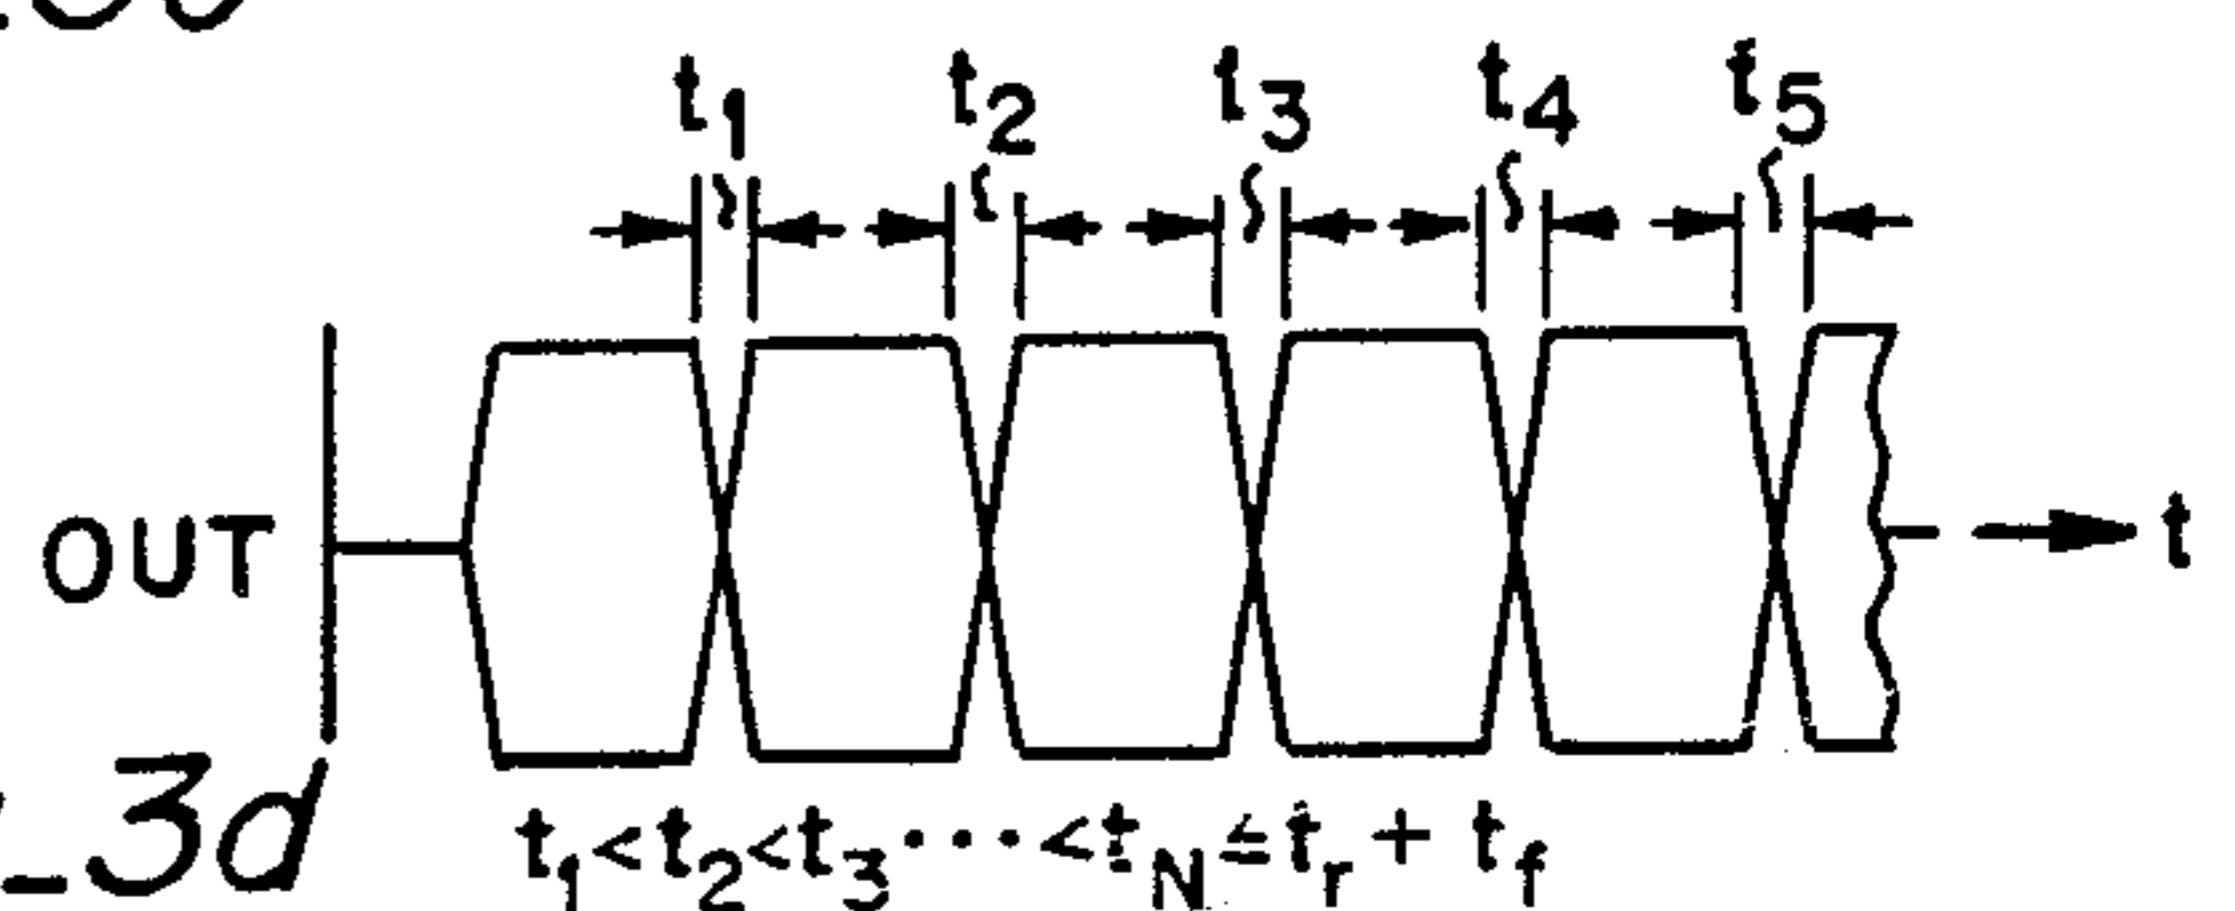 t1 t2 t3 t4 t5
OUT
t
3d
t1<t2<t3···<tN≤tr + tf